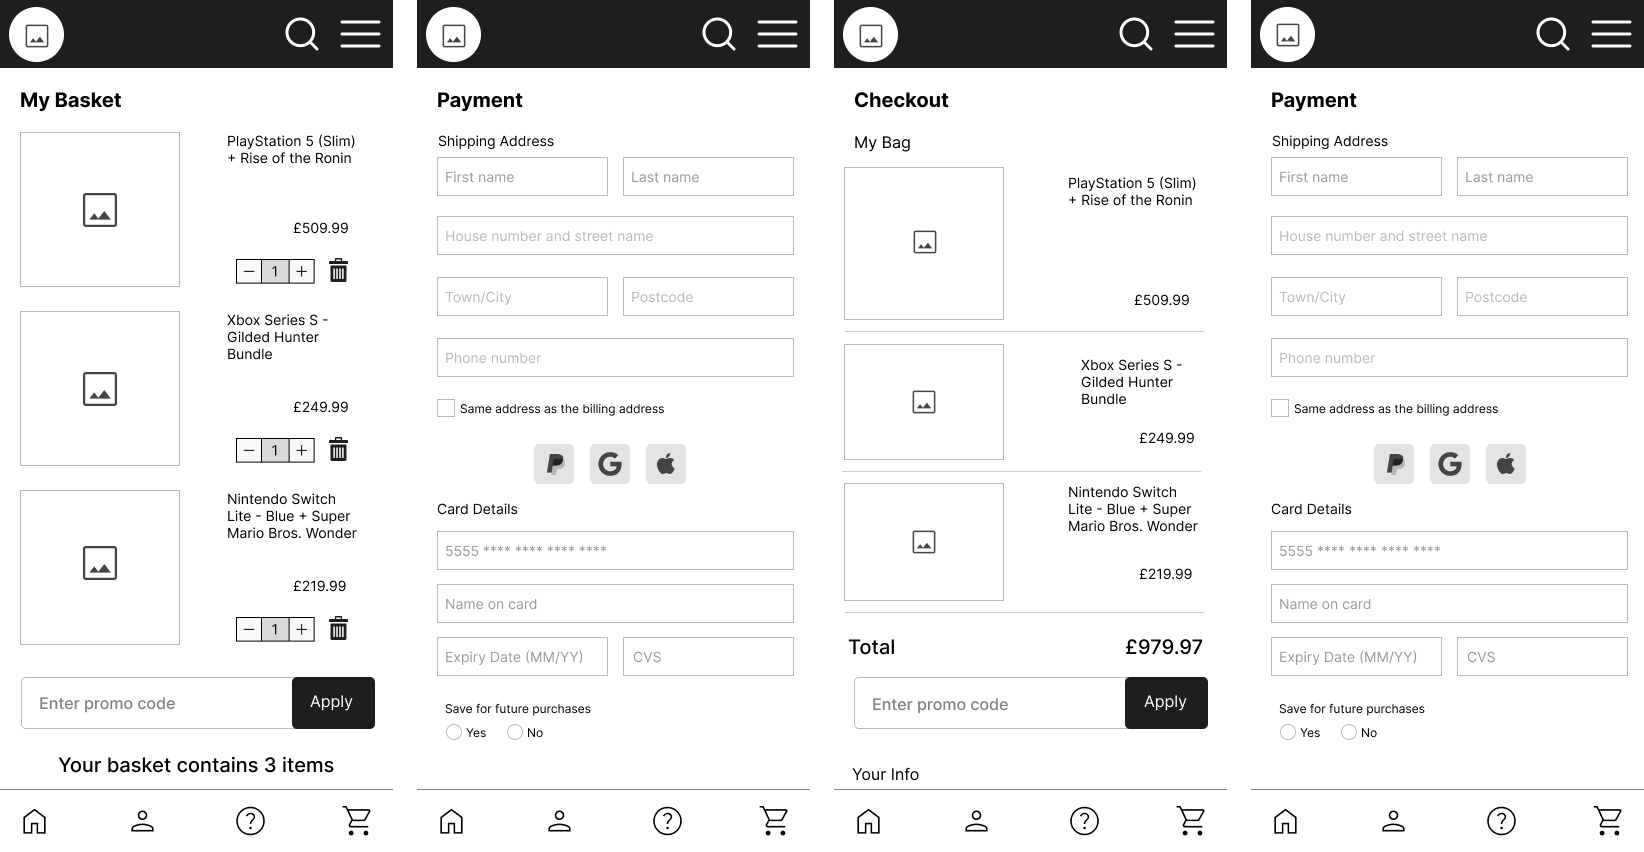 My Basket
PlayStation 5 (Slim)
+ Rise of the Ronin
£509.99
1
Xbox Series S -
Gilded Hunter
Bundle
£249.99
1
Nintendo Switch
Lite - Blue + Super
Mario Bros. Wonder
£219.99
1
Enter promo code
Apply
Your basket contains 3 items
Payment
Shipping Address
First name
Last name
House number and street name
Town/City
Postcode
Phone number
Same address as the billing address
Card Details
5555 **** **** **** ****
Name on card
Expiry Date (MM/YY)
CVS
Save for future purchases
Yes
No
Checkout
My Bag
PlayStation 5 (Slim)
+ Rise of the Ronin
£509.99
Xbox Series S -
Gilded Hunter
Bundle
£249.99
Nintendo Switch
Lite - Blue + Super
Mario Bros. Wonder
£219.99
Total
£979.97
Enter promo code
Apply
Your Info
Payment
Shipping Address
First name
Last name
House number and street name
Town/City
Postcode
Phone number
Same address as the billing address
Card Details
5555 **** **** **** ****
Name on card
Expiry Date (MM/YY)
CVS
Save for future purchases
Yes
No